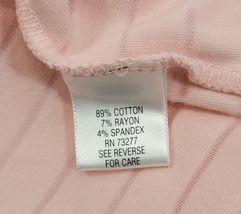 89% COTTON
7% RAYON
4% SPANDEX
RN 73277
SEE REVERSE
FOR CARE